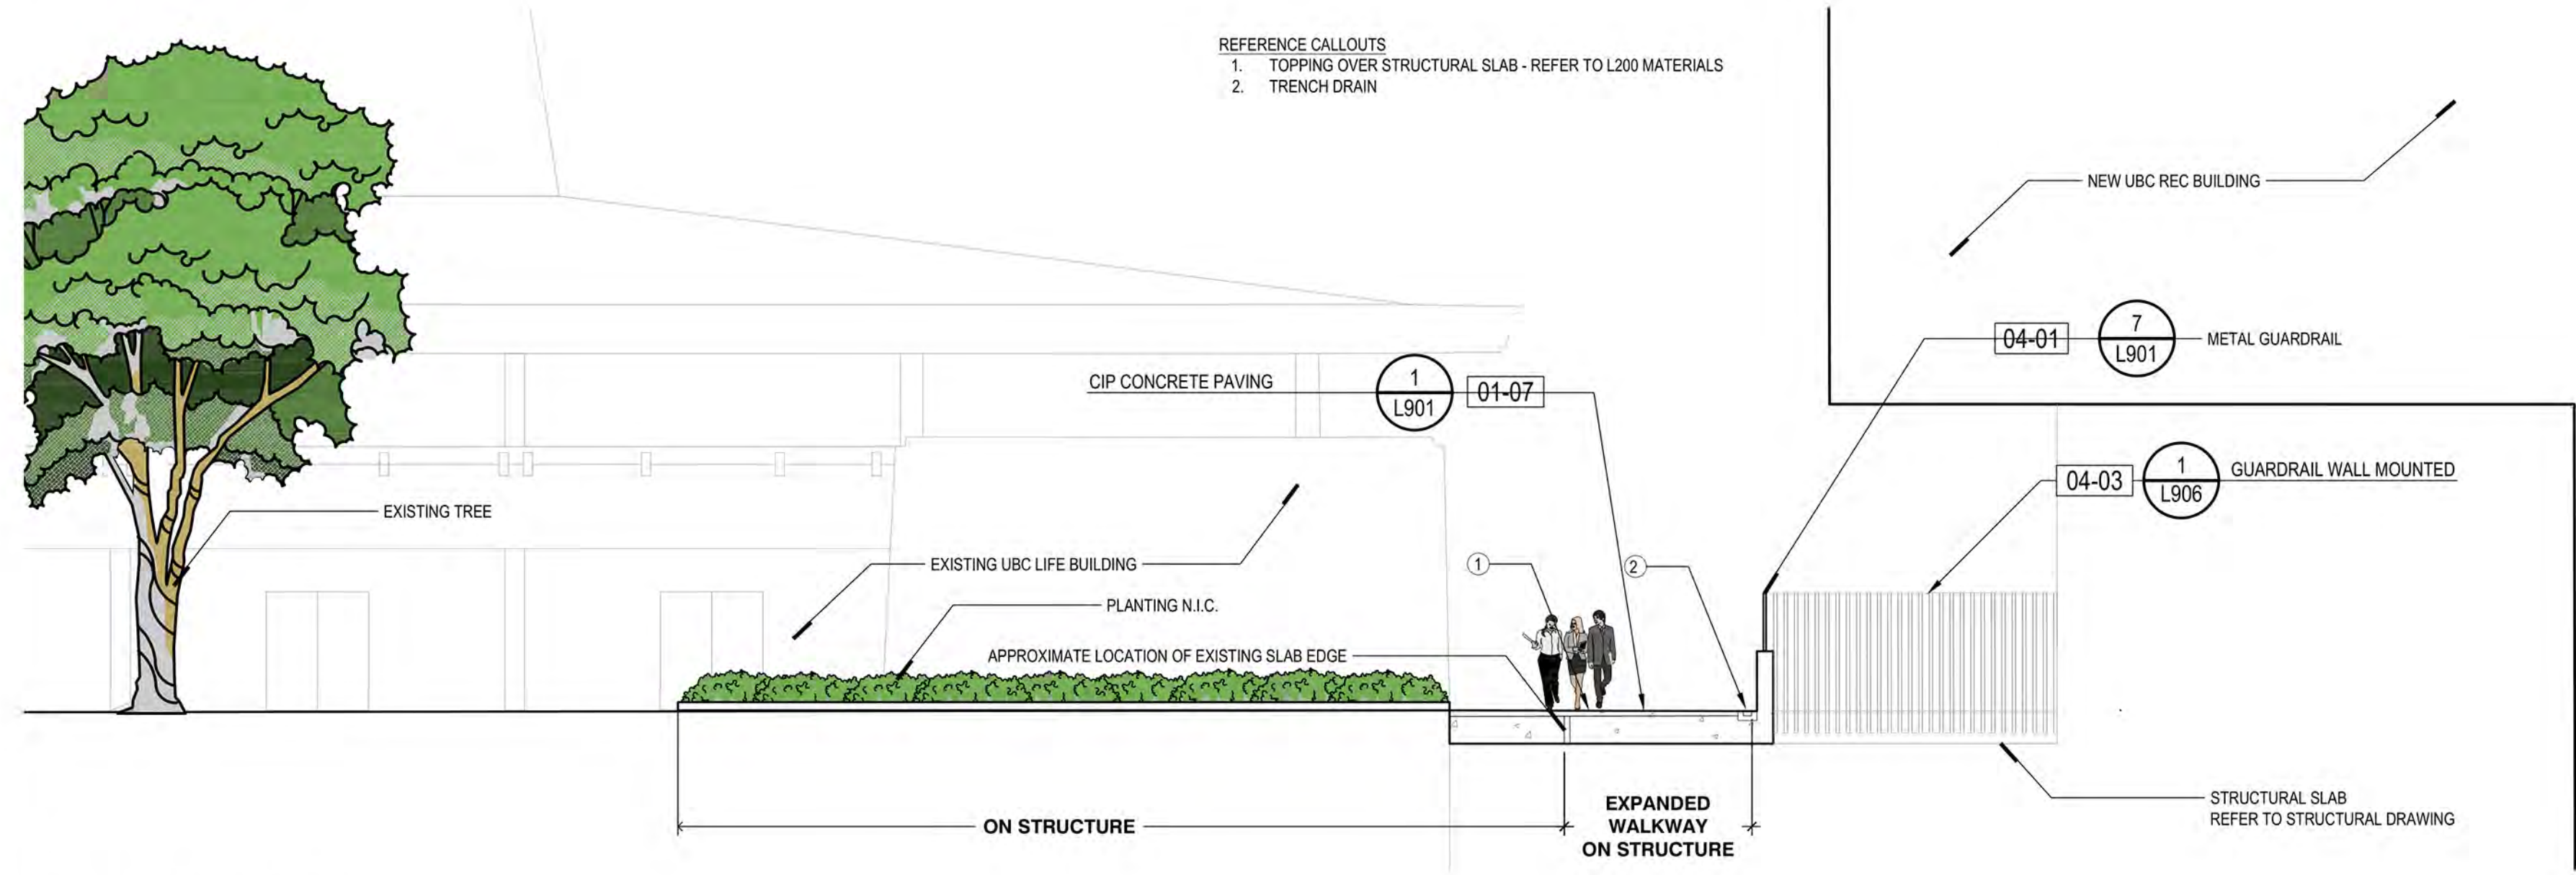 REFERENCE CALLOUTS
1. TOPPING OVER STRUCTURAL SLAB - REFER TO L200 MATERIALS
2. TRENCH DRAIN
NEW UBC REC BUILDING
04-01
7
L901
METAL GUARDRAIL
CIP CONCRETE PAVING
1
L901
01-07
04-03
1
L906
GUARDRAIL WALL MOUNTED
EXISTING TREE
EXISTING UBC LIFE BUILDING
1
2
PLANTING N.I.C.
APPROXIMATE LOCATION OF EXISTING SLAB EDGE
ON STRUCTURE
EXPANDED
WALKWAY
ON STRUCTURE
STRUCTURAL SLAB
REFER TO STRUCTURAL DRAWING